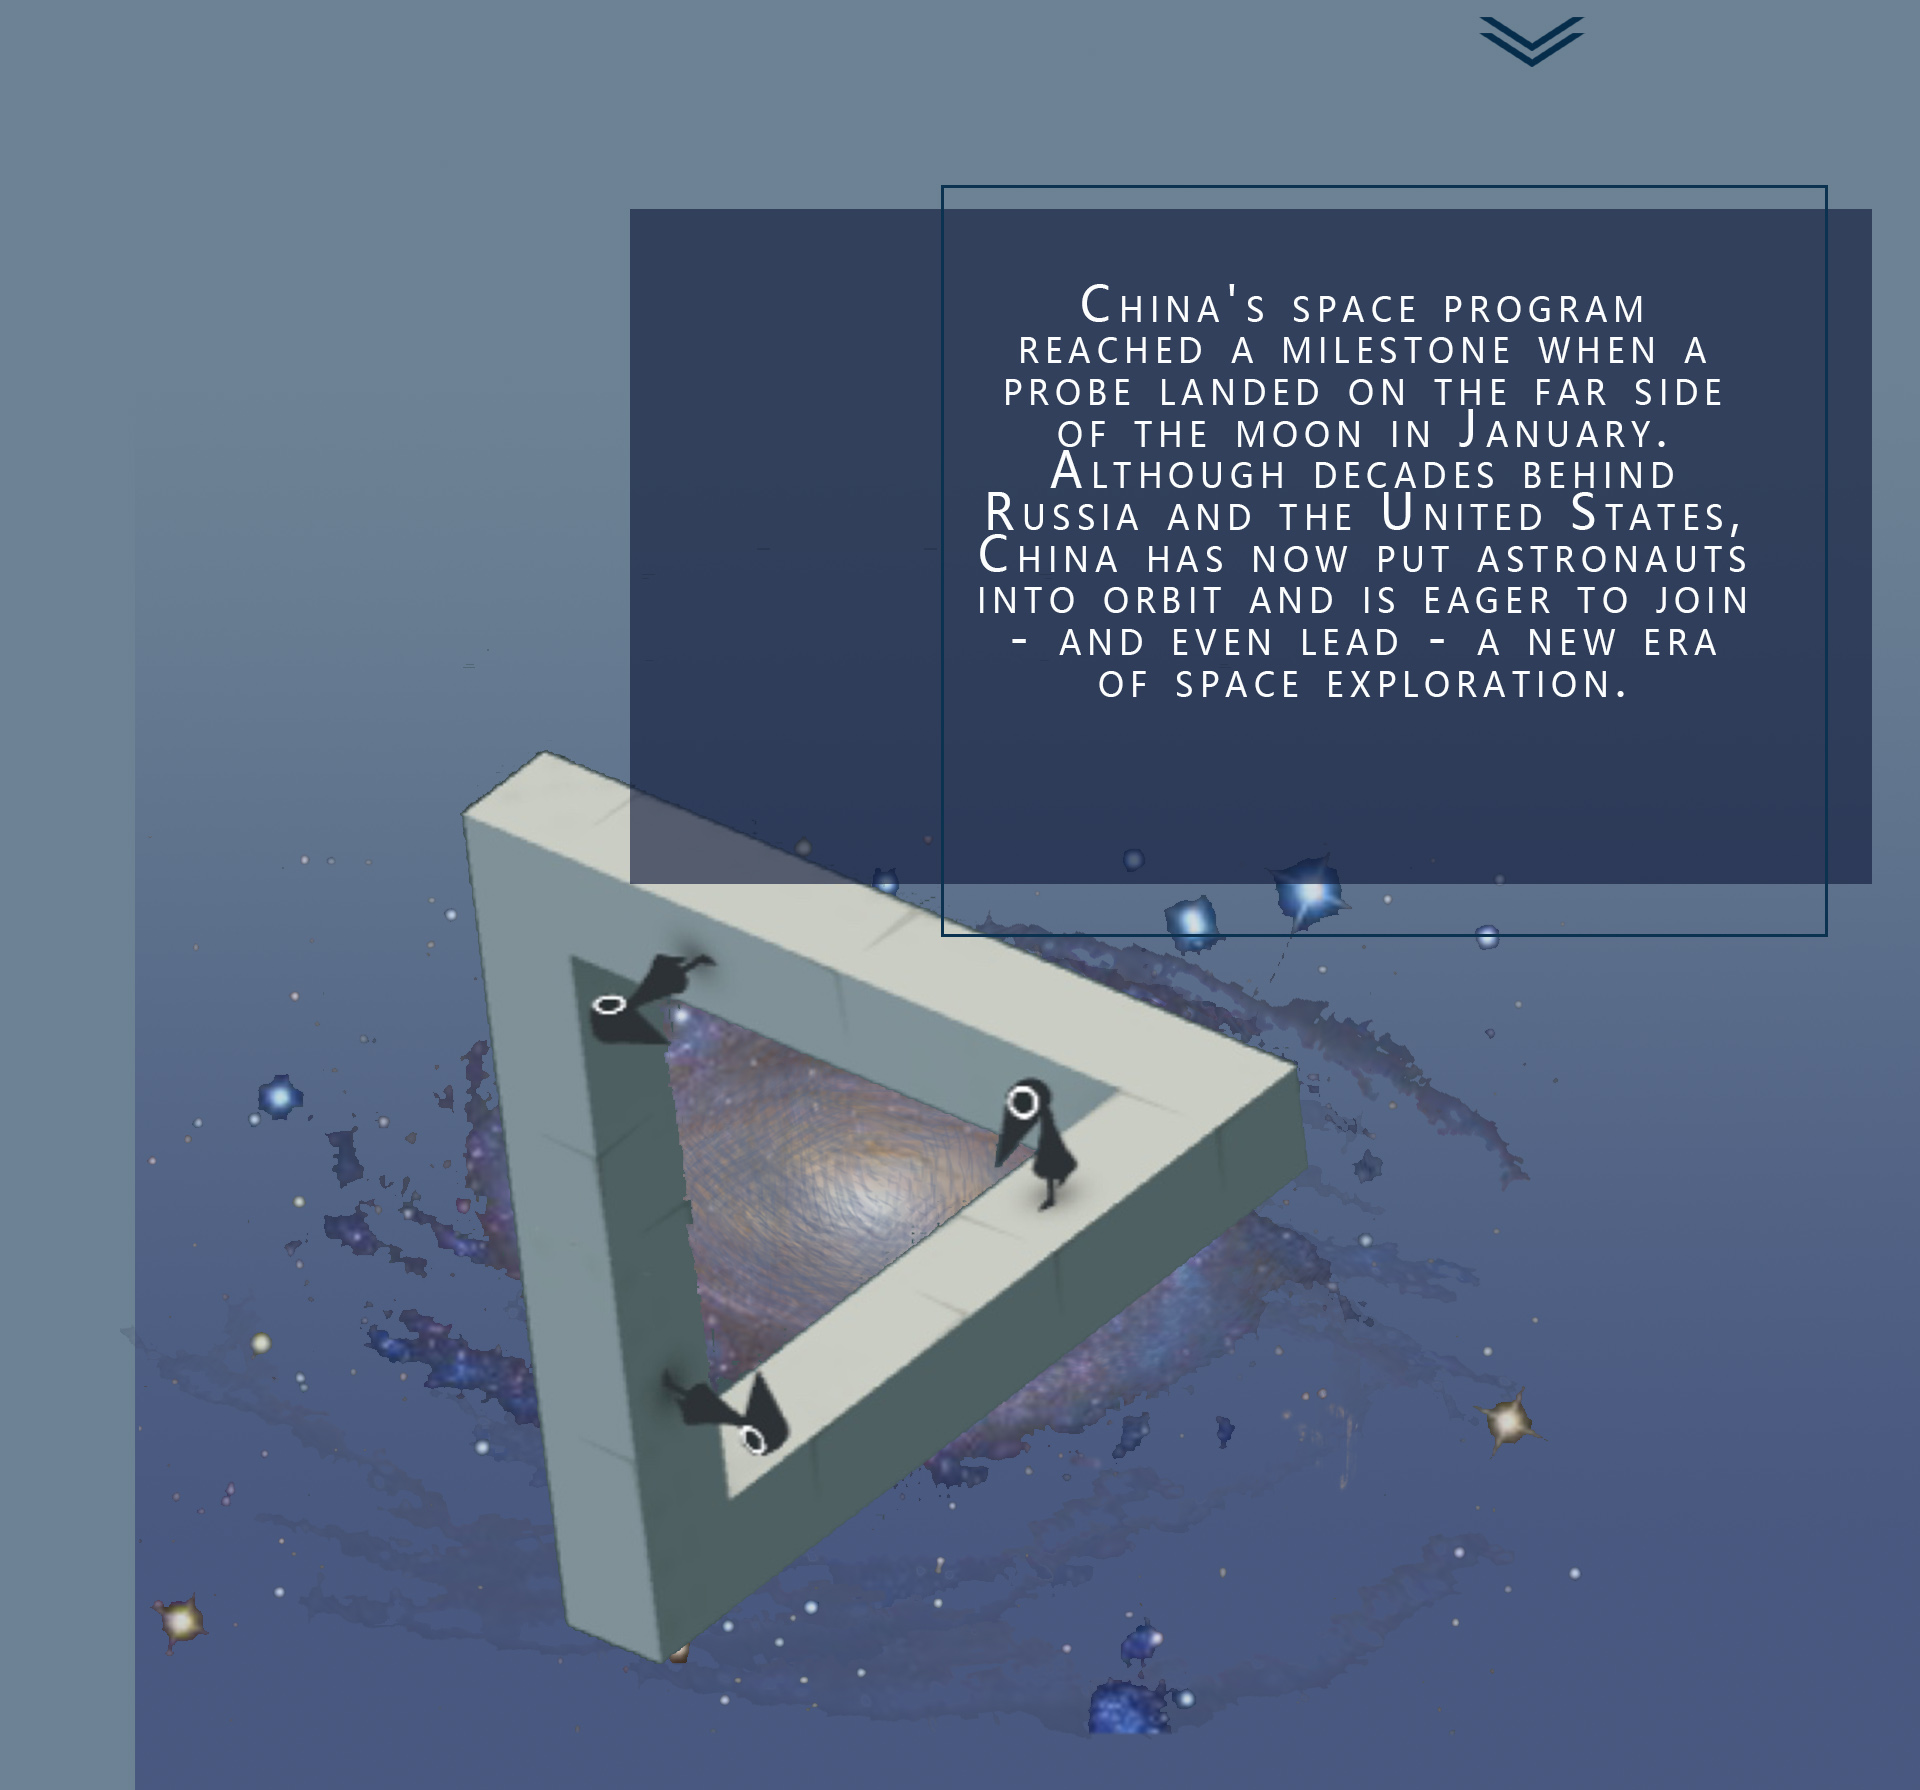 China's space program
reached a milestone when a
probe landed on the far side
of the moon in January.
Although decades behind
Russia and the United States,
China has now put astronauts
into orbit and is eager to join
- and even lead - a new era
of space exploration.